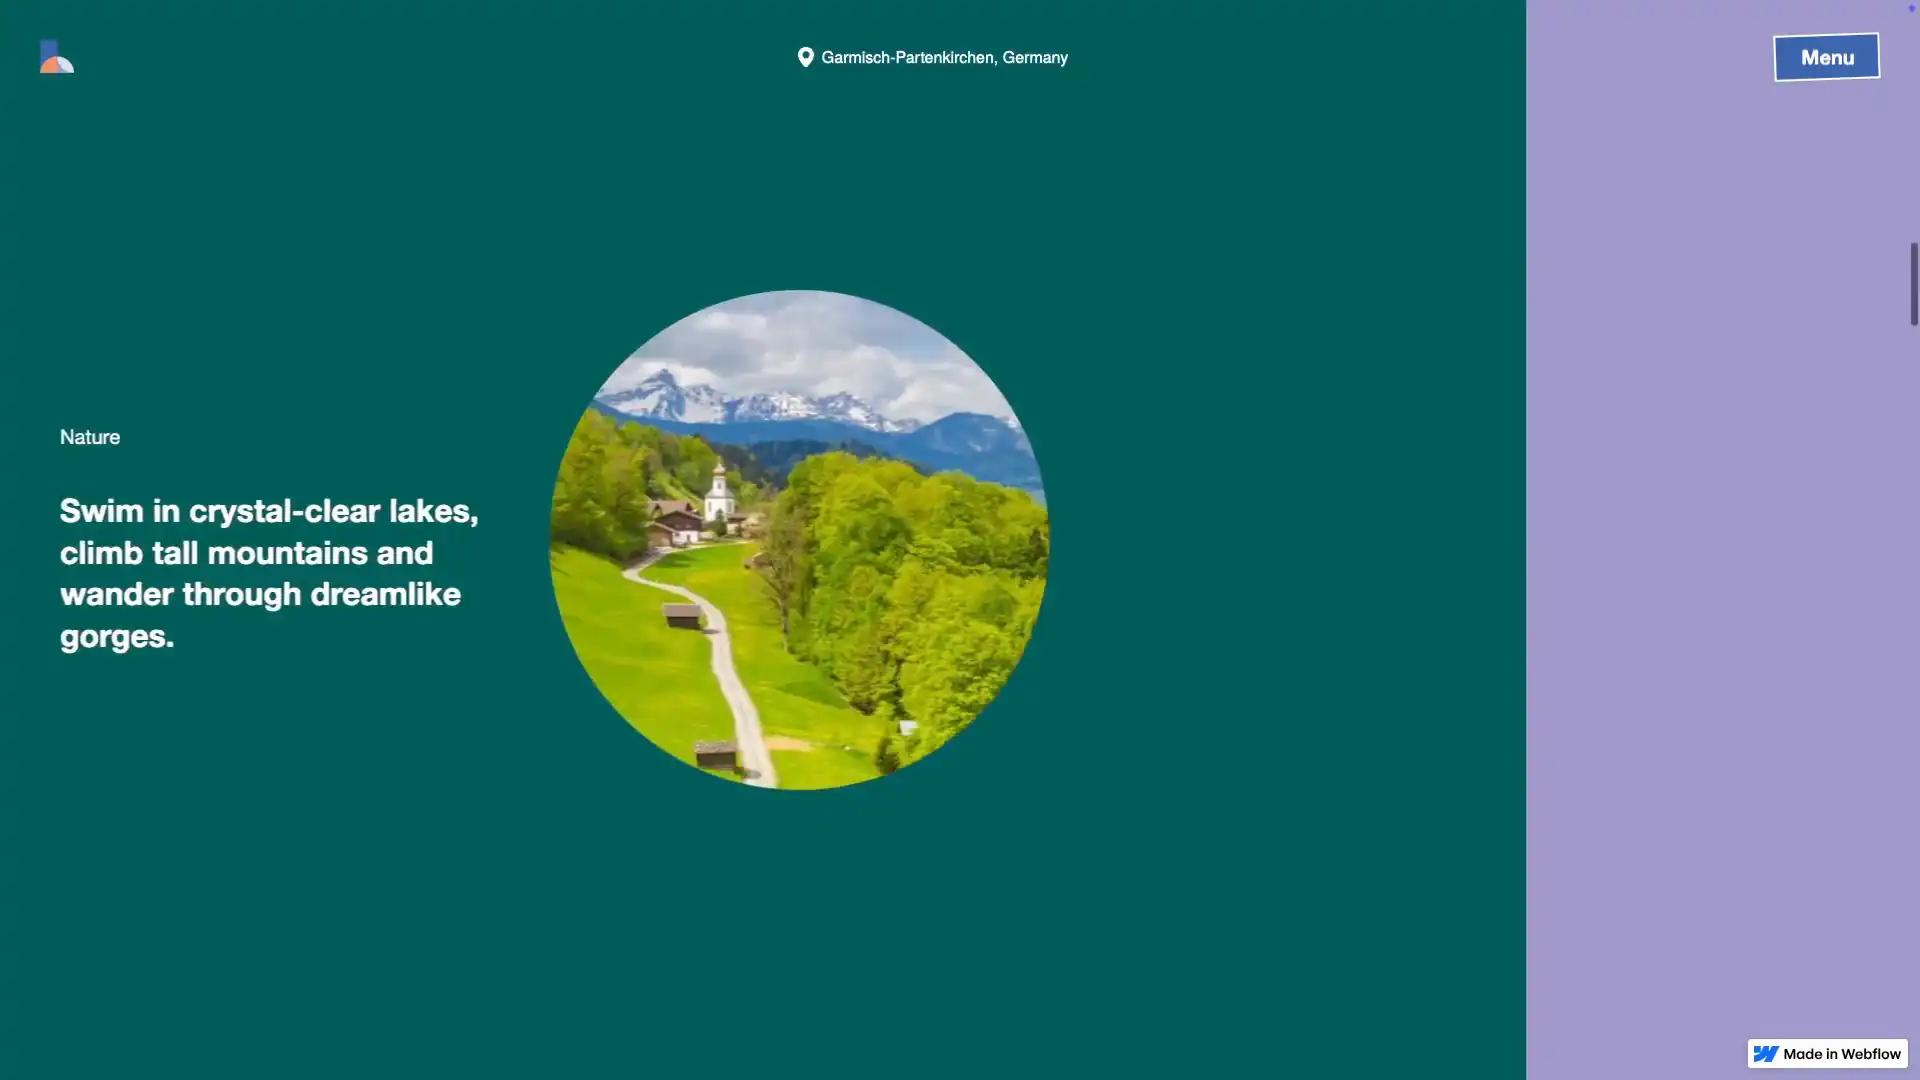 Garmisch-Partenkirchen, Germany
Menu
Nature
Swim in crystal-clear lakes,
climb tall mountains and
wander through dreamlike
gorges.
Made in Webflow